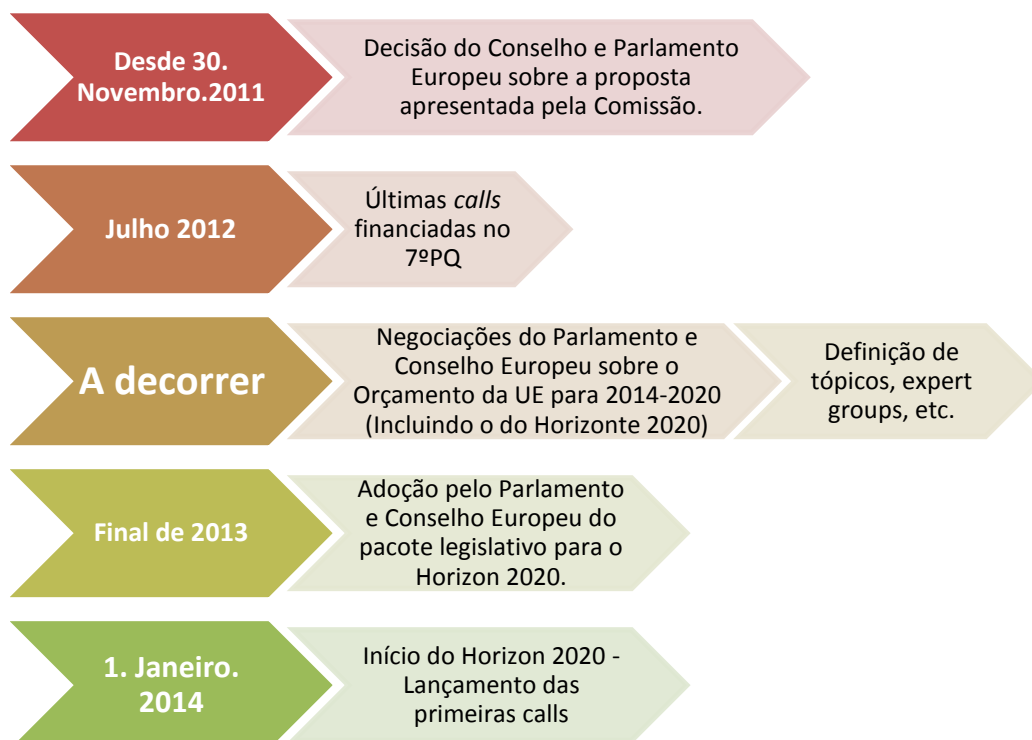 Desde 30.
Novembro.2011
Decisão do Conselho e Parlamento
Europeu sobre a proposta
apresentada pela Comissão.
Julho 2012
Últimas calls
financiadas no
7ºPQ
A decorrer
Negociações do Parlamento e
Conselho Europeu sobre o
Orçamento da UE para 2014-2020
(Incluindo o do Horizonte 2020)
Definição de
tópicos, expert
groups, etc.
Final de 2013
Adoção pelo Parlamento
e Conselho Europeu do
pacote legislativo para o
Horizon 2020.
1. Janeiro.
2014
Início do Horizon 2020 -
Lançamento das
primeiras calls